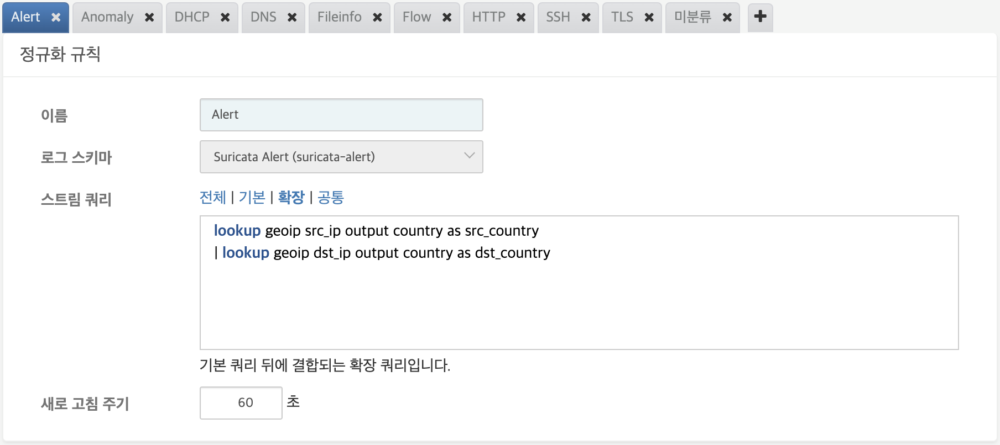 Alert ✖ Anomaly ✖ DHCP ✖ DNS ✖ Fileinfo ✖ Flow ✖ HTTP ✖ SSH ✖ TLS ✖ 미분류 ✖ ✚
정규화 규칙
이름 Alert
로그 스키마 Suricata Alert (suricata-alert)
스트림 쿼리 전체 | 기본 | 확장 | 공통
lookup geoip src_ip output country as src_country
| lookup geoip dst_ip output country as dst_country
기본 쿼리 뒤에 결합되는 확장 쿼리입니다.
새로 고침 주기 60 초